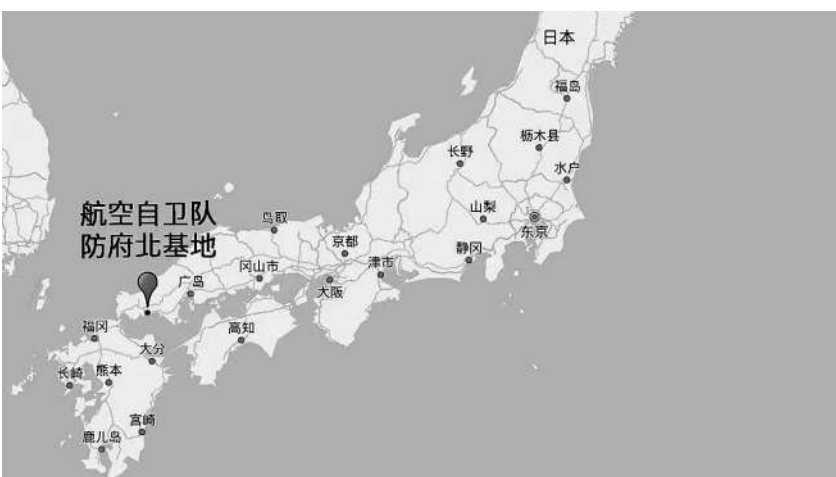 日本
福岛
枥木县
长野
水户
山梨
航空自卫队
防府北基地
鸟取
东京
京都
静冈
津市
冈山市
广岛
大阪
福冈
高知
大分
长崎
熊本
宫崎
鹿儿岛